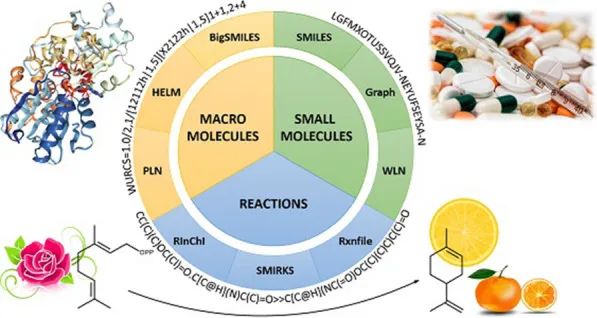 WURCS=1.0/2,1/[12112h|1,5][X2122h|1,5]1+1,2+4
LGFMXOTUSSVQJV-NEYUFSEYSA-N
BigSMILES
SMILES
HELM
Graph
MACRO
MOLECULES
SMALL
MOLECULES
PLN
WLN
REACTIONS
RInChI
Rxnfile
SMIRKS
CC(C)(C)OC(C)=O.C[C@H](N)C(C)=O>>C[C@H](NC(=O)OC(C)(C)C)C(C)=O
OPP
35